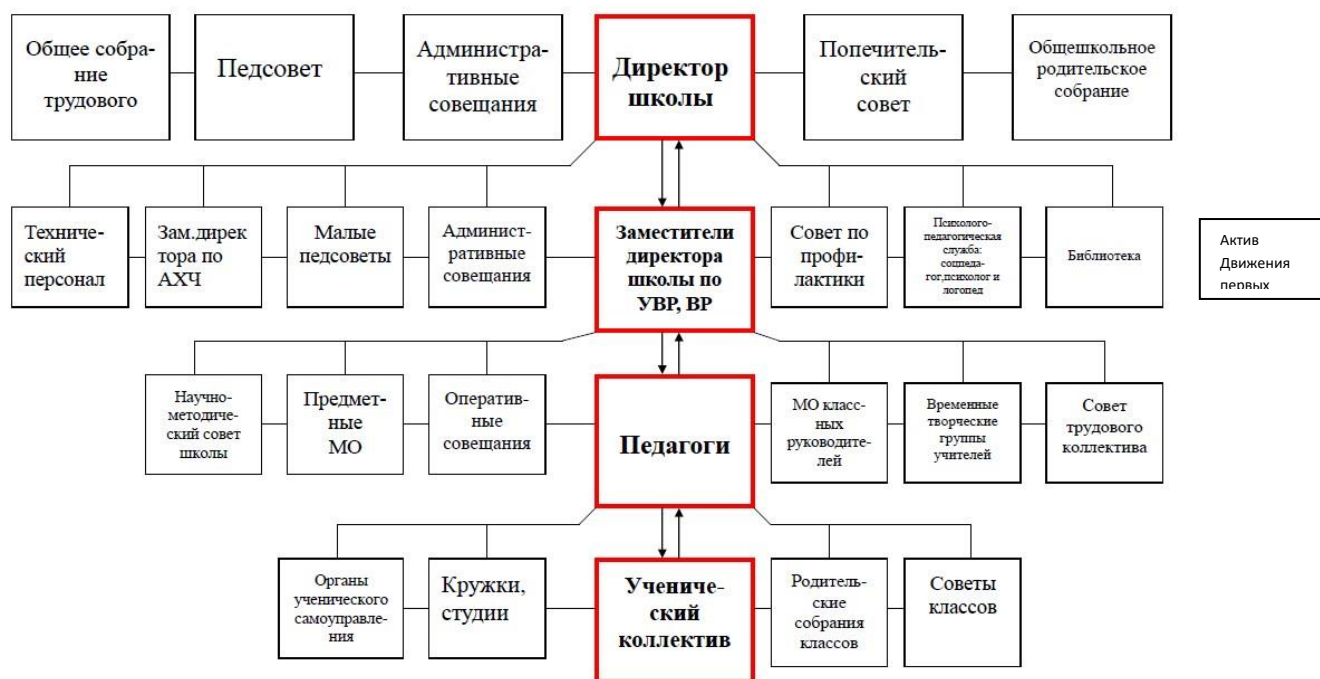 Общее собра-
ние
трудового
Педсовет
Администра-
тивные
совещания
Директор
школы
Попечитель-
ский
совет
Общешкольное
родительское
собрание
Техниче-
ский
персонал
Зам.дирек
тора по
АХЧ
Малые
педсоветы
Админист-
ративные
совещания
Заместители
директора
школы по
УВР, ВР
Совет по
профи-
лактики
Психолого-
педагогическая
служба:
соцпеда-
гог,психолог и
логопед
Библиотека
Актив
Движения
первых
Научно-
методиче-
ский совет
школы
Предмет-
ные
МО
Оператив-
ные
совещания
Педагоги
МО класс-
ных
руководите-
лей
Временные
творческие
группы
учителей
Совет
трудового
коллектива
Органы
ученического
самоуправле-
ния
Кружки,
студии
Учениче-
ский
коллектив
Родитель-
ские
собрания
классов
Советы
классов